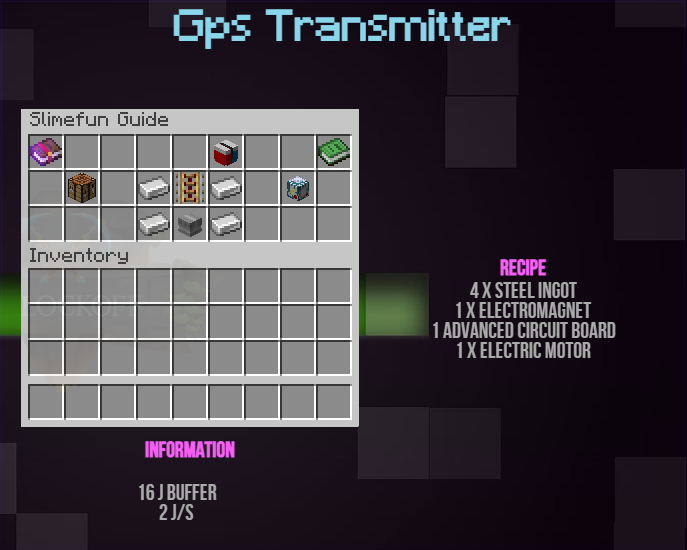 Gps Transmitter
Slimefun Guide
Inventory
LOCKOFF
RECIPE
4 X STEEL INGOT
1 X ELECTROMAGNET
1 ADVANCED CIRCUIT BOARD
1 X ELECTRIC MOTOR
INFORMATION
16 J BUFFER
2 J/S